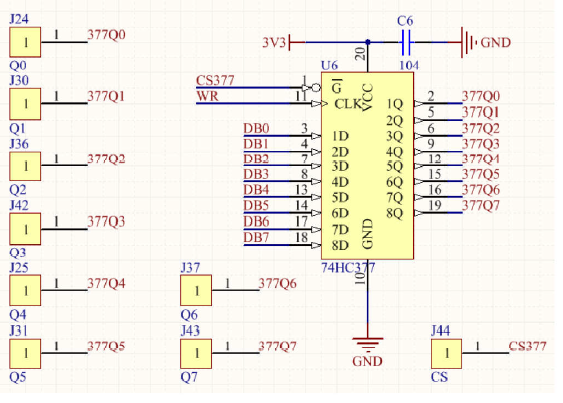 J24
1 1 377Q0
Q0
J30
1 1 377Q1
Q1
J36
1 1 377Q2
Q2
J42
1 1 377Q3
Q3
J25
1 1 377Q4
Q4
J31
1 1 377Q5
Q5
J37
1 1 377Q6
Q6
J43
1 1 377Q7
Q7
C6
3V3
GND
104
U6
20
VCC
CS377 1 G
WR 11 CLK
DB0 3 1D
DB1 4 2D
DB2 7 3D
DB3 8 4D
DB4 13 5D
DB5 14 6D
DB6 17 7D
DB7 18 8D
1Q 2 377Q0
2Q 5 377Q1
3Q 6 377Q2
4Q 9 377Q3
5Q 12 377Q4
6Q 15 377Q5
7Q 16 377Q6
8Q 19 377Q7
GND
74HC377
10
GND
J44
1 1 CS377
CS